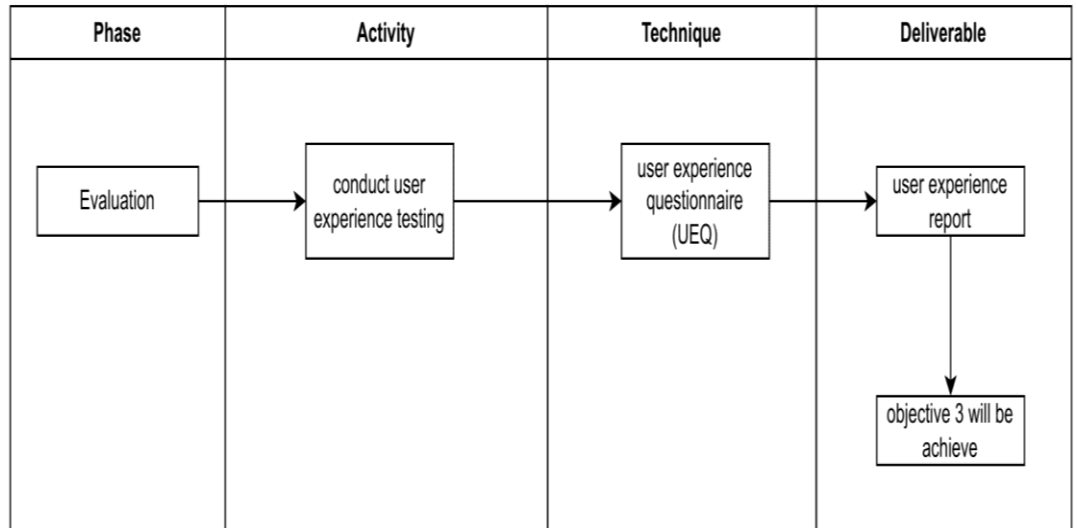 Phase
Activity
Technique
Deliverable
Evaluation
conduct user
experience testing
user experience
questionnaire
(UEQ)
user experience
report
objective 3 will be
achieve